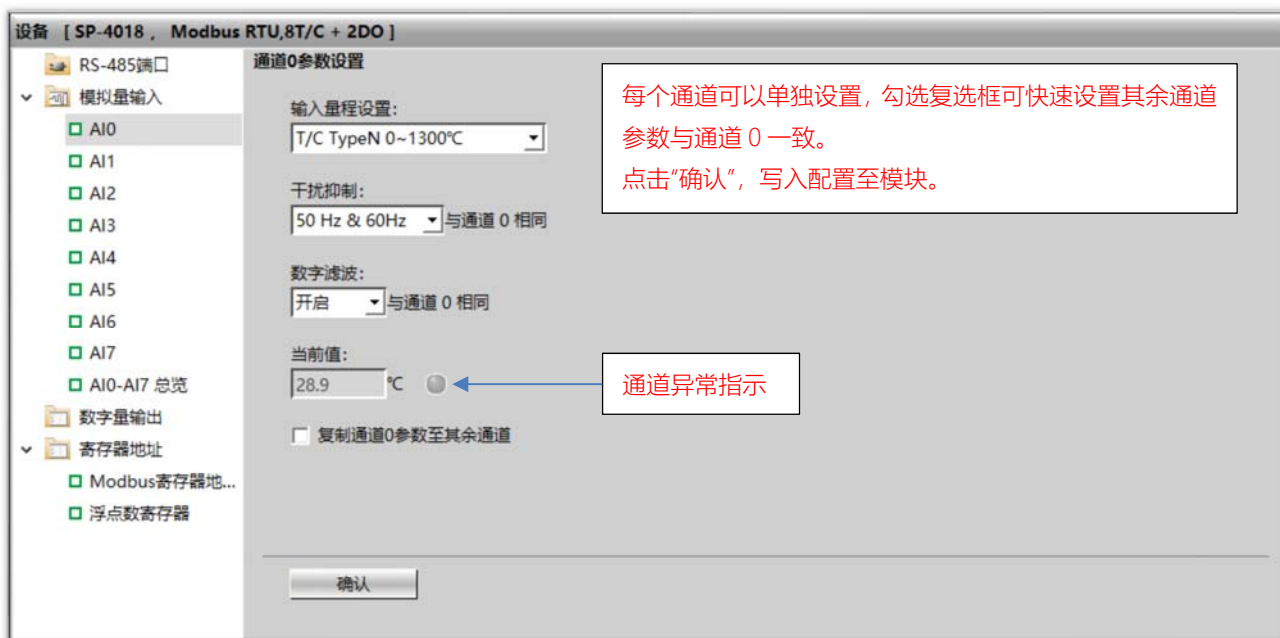 设备 [ SP-4018 , Modbus RTU,8T/C + 2DO ]
RS-485端口
模拟量输入
AI0
AI1
AI2
AI3
AI4
AI5
AI6
AI7
AI0-AI7 总览
数字量输出
寄存器地址
Modbus寄存器地...
浮点数寄存器
通道0参数设置
输入量程设置:
T/C TypeN 0~1300℃
干扰抑制:
50 Hz & 60Hz 与通道 0 相同
数字滤波:
开启 与通道 0 相同
当前值:
28.9 ℃
复制通道0参数至其余通道
确认
每个通道可以单独设置，勾选复选框可快速设置其余通道
参数与通道 0 一致。
点击“确认”，写入配置至模块。
通道异常指示